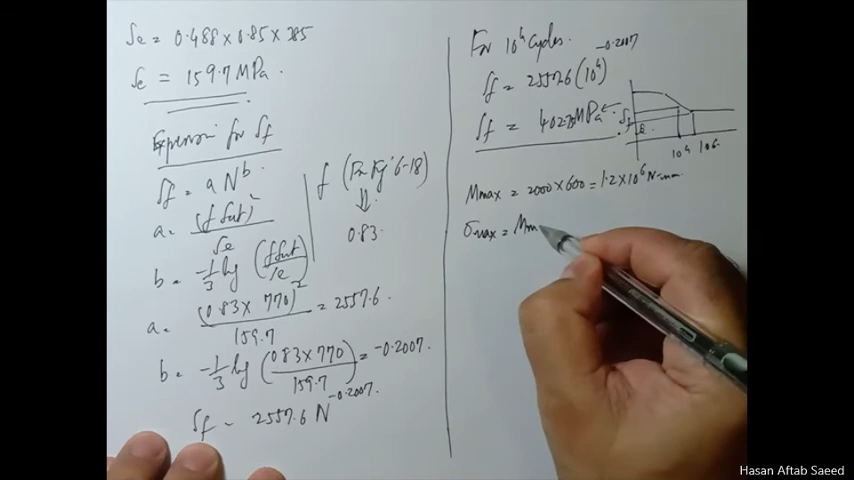 Se = 0.488 x 0.85 x 385
Se = 159.7 MPa.
Expression for Sf
Sf = a N^b.
a = (f Sut)^2 / Se
b = -1/3 log (f Sut / Se)
f (Fm Fig 6-18)
⇓
0.83.
a = (0.83 x 770)^2 / 159.7 = 2557.6.
b = -1/3 log (0.83 x 770 / 159.7) = -0.2007.
Sf = 2557.6 N^-0.2007.
For 10^4 cycles.
Sf = 2557.6 (10^4)^-0.2007
Sf = 402.78 MPa ←
Sf
Se
10^4 10^6
Mmax = 2000 x 600 = 1.2 x 10^6 N-mm.
σmax = Mm
Hasan Aftab Saeed